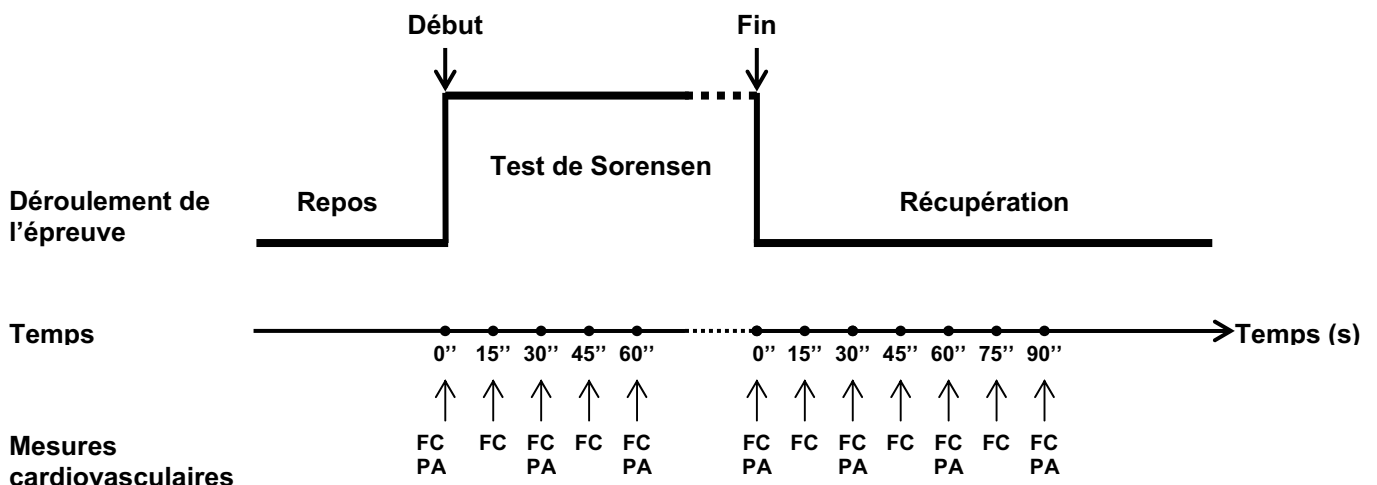 Début Fin
Test de Sorensen
Déroulement de
l'épreuve
Repos Récupération
Temps
Temps (s)
0’’ 15’’ 30’’ 45’’ 60’’ 0’’ 15’’ 30’’ 45’’ 60’’ 75’’ 90’’
Mesures
cardiovasculaires
FC FC FC FC FC FC FC FC FC FC FC FC
PA PA PA PA PA PA PA